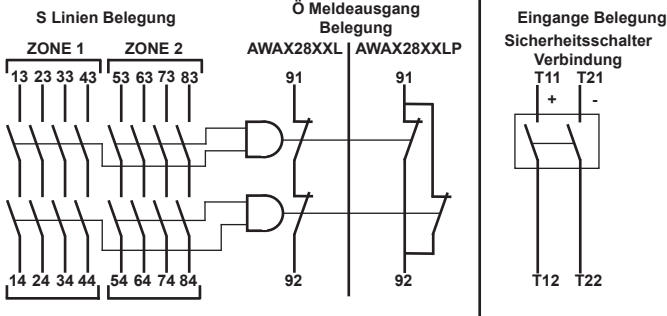 S Linien Belegung
ZONE 1 ZONE 2
13 23 33 43 53 63 73 83
14 24 34 44 54 64 74 84
Ö Meldeausgang
Belegung
AWAX28XXL AWAX28XXLP
91 91
92 92
Eingange Belegung
Sicherheitsschalter
Verbindung
T11 T21
+ -
T12 T22